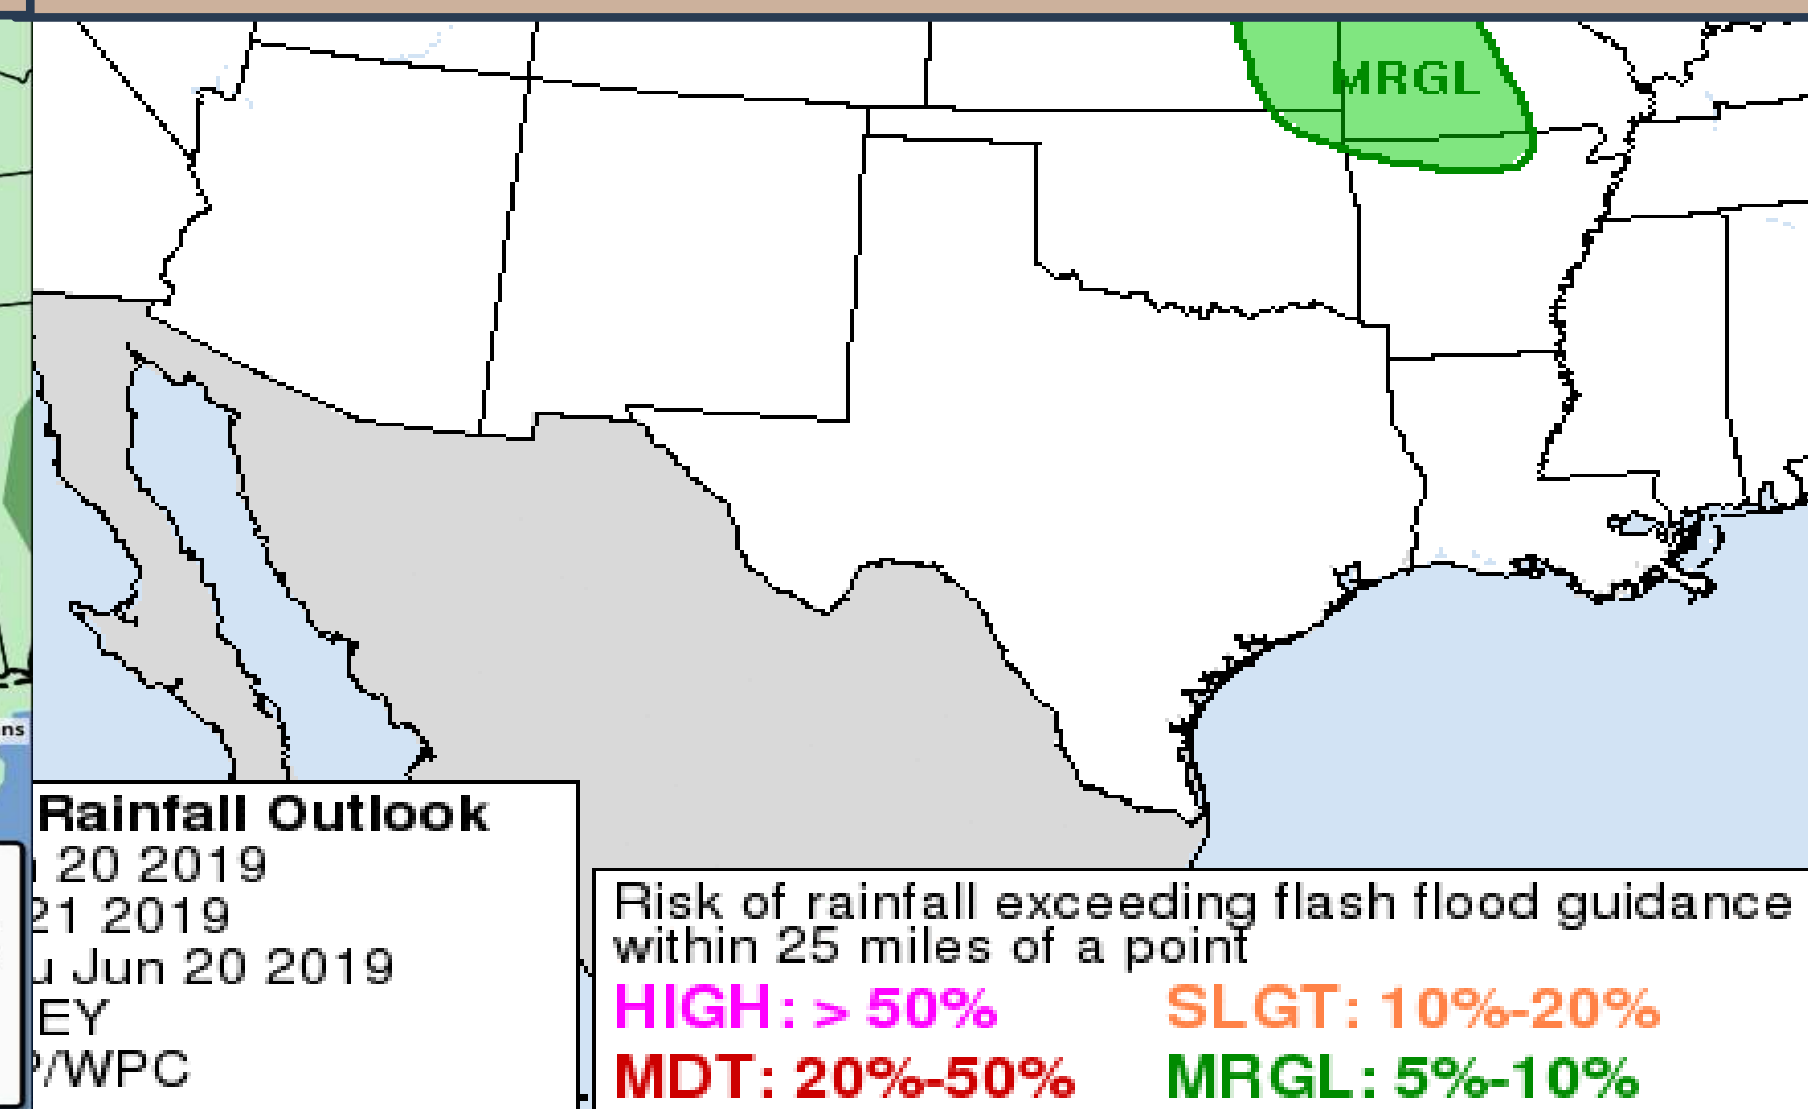 MRGL
ns
Rainfall Outlook
20 2019
21 2019
u Jun 20 2019
EY
/WPC
Risk of rainfall exceeding flash flood guidance
within 25 miles of a point
HIGH: > 50% SLGT: 10%-20%
MDT: 20%-50% MRGL: 5%-10%